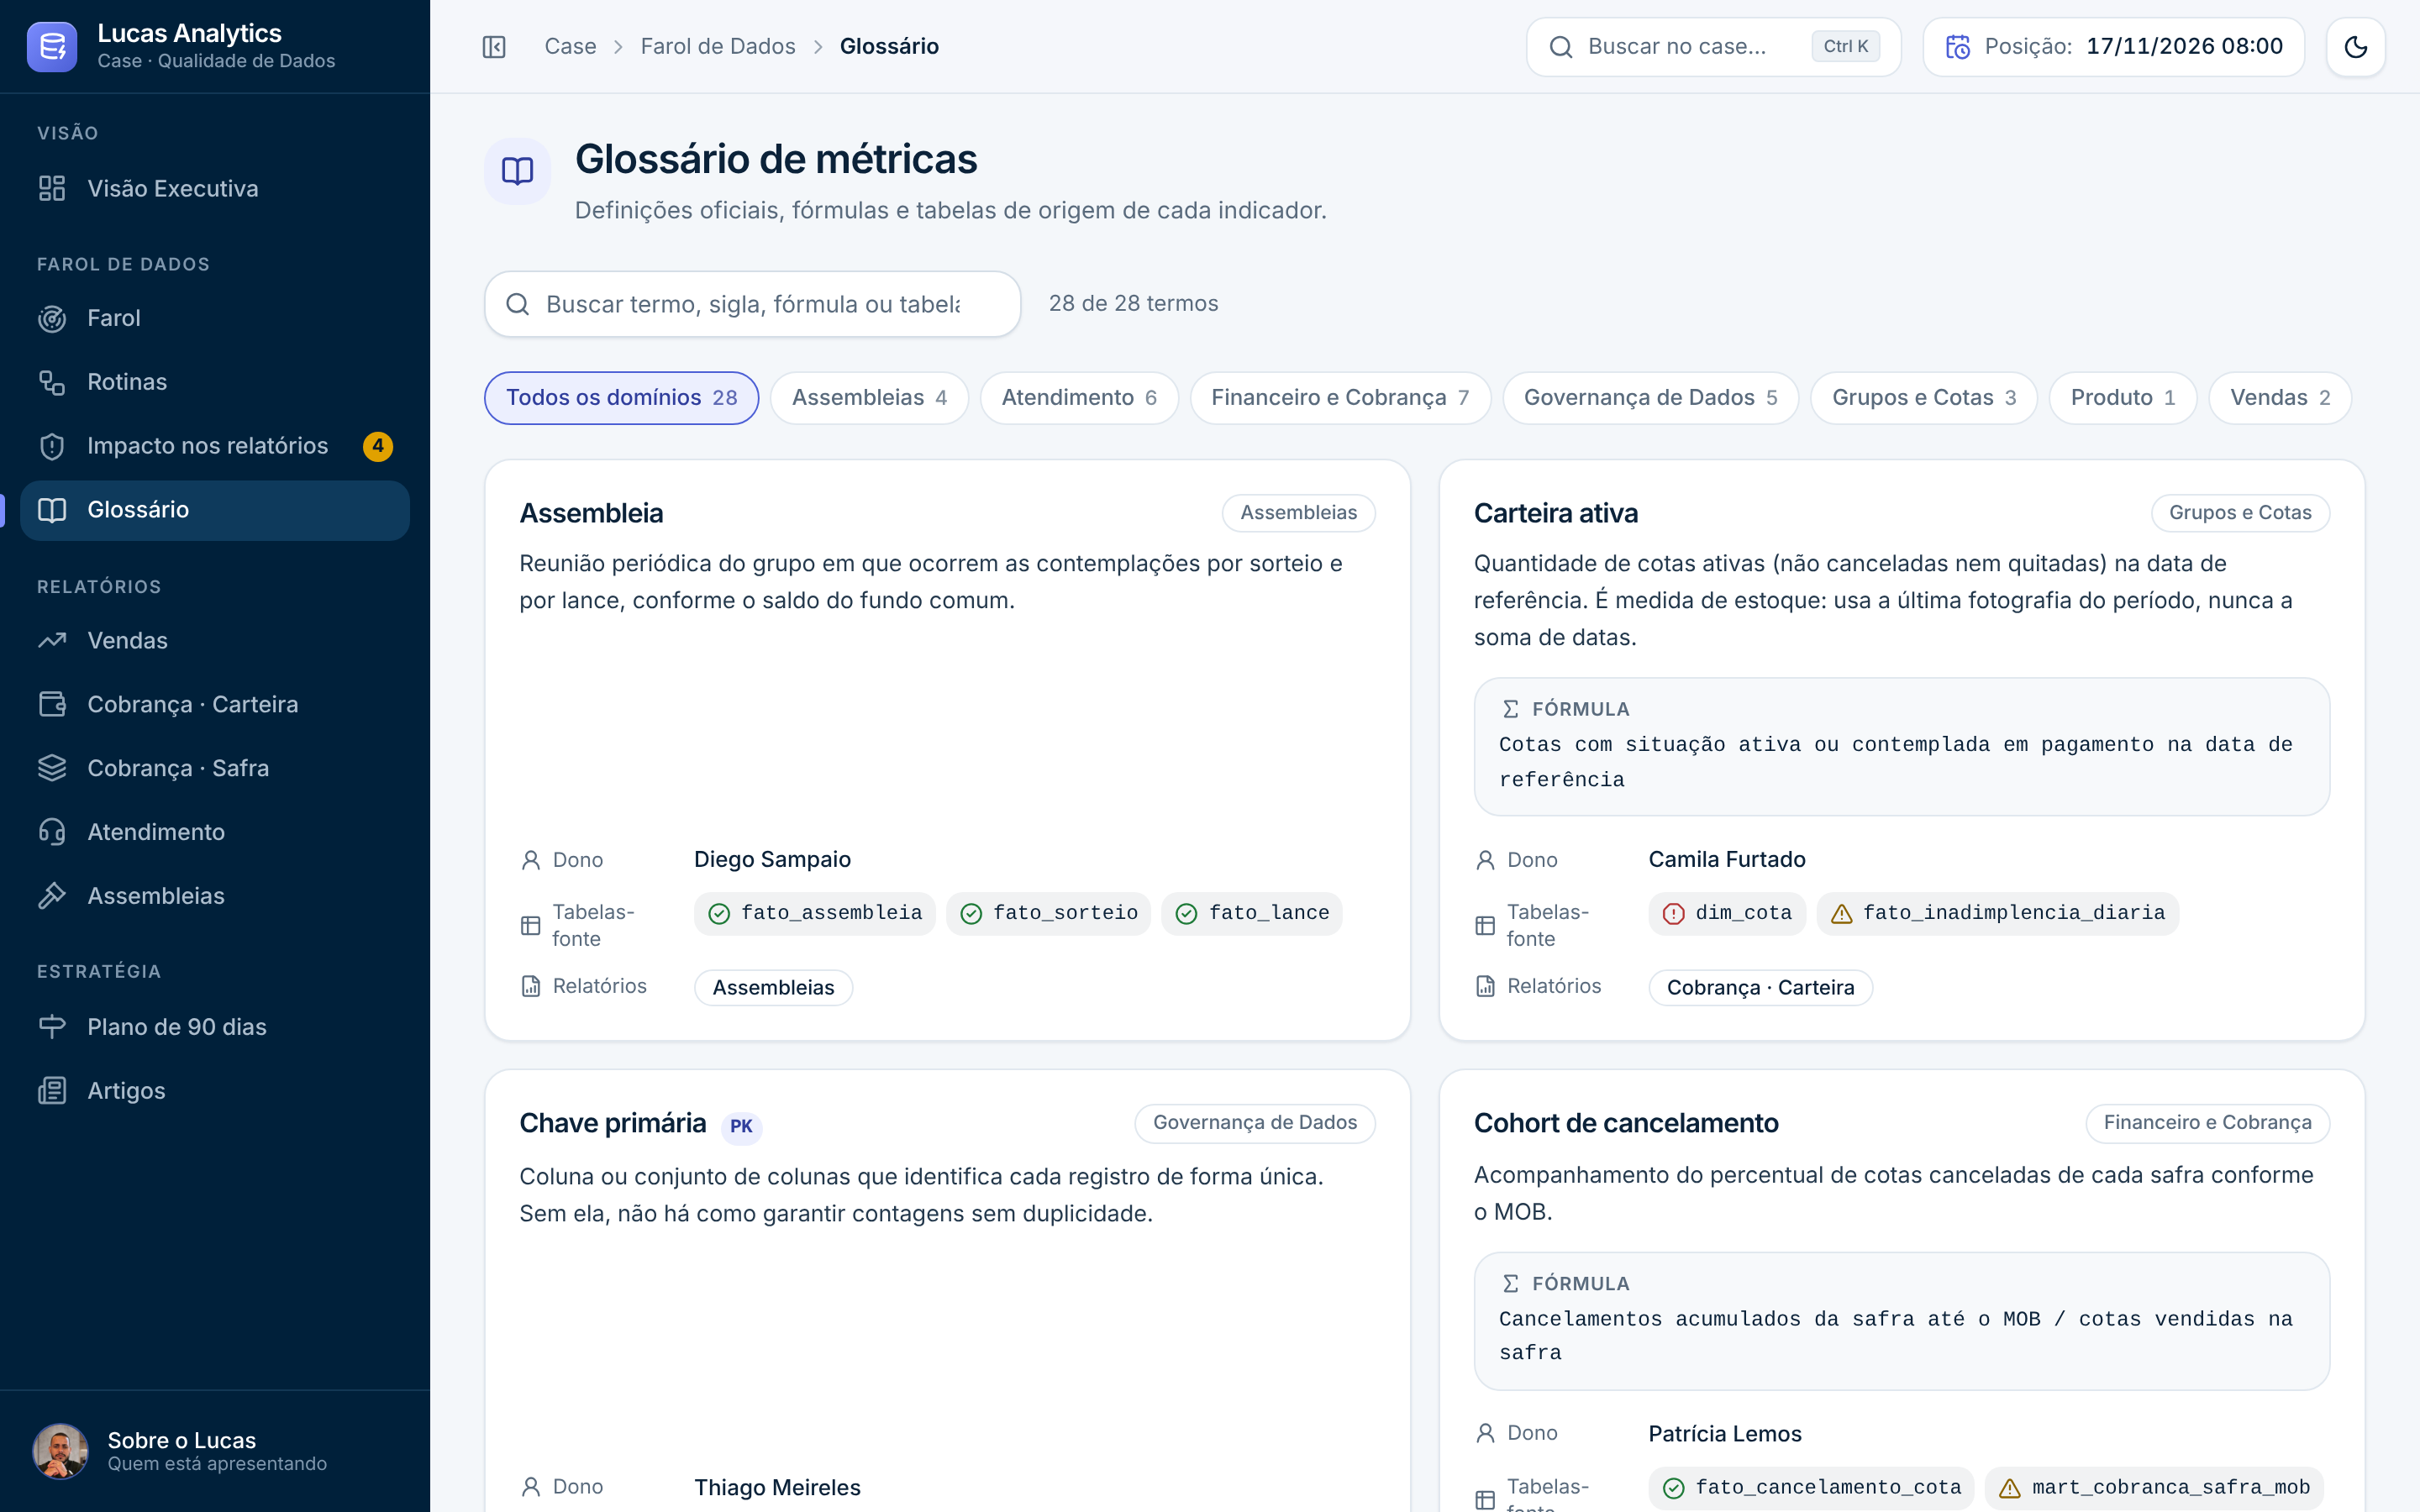 Lucas Analytics
Case · Qualidade de Dados
VISÃO
Visão Executiva
FAROL DE DADOS
Farol
Rotinas
Impacto nos relatórios 4
Glossário
RELATÓRIOS
Vendas
Cobrança · Carteira
Cobrança · Safra
Atendimento
Assembleias
ESTRATÉGIA
Plano de 90 dias
Artigos
Sobre o Lucas
Quem está apresentando
Case > Farol de Dados > Glossário
Buscar no case... Ctrl K
Posição: 17/11/2026 08:00
Glossário de métricas
Definições oficiais, fórmulas e tabelas de origem de cada indicador.
Buscar termo, sigla, fórmula ou tabela
28 de 28 termos
Todos os domínios 28 Assembleias 4 Atendimento 6 Financeiro e Cobrança 7 Governança de Dados 5 Grupos e Cotas 3 Produto 1 Vendas 2
Assembleia Assembleias
Reunião periódica do grupo em que ocorrem as contemplações por sorteio e
por lance, conforme o saldo do fundo comum.
Dono Diego Sampaio
Tabelas-
fonte
fato_assembleia fato_sorteio fato_lance
Relatórios Assembleias
Carteira ativa Grupos e Cotas
Quantidade de cotas ativas (não canceladas nem quitadas) na data de
referência. É medida de estoque: usa a última fotografia do período, nunca a
soma de datas.
FÓRMULA
Cotas com situação ativa ou contemplada em pagamento na data de
referência
Dono Camila Furtado
Tabelas-
fonte
dim_cota fato_inadimplencia_diaria
Relatórios Cobrança · Carteira
Chave primária PK Governança de Dados
Coluna ou conjunto de colunas que identifica cada registro de forma única.
Sem ela, não há como garantir contagens sem duplicidade.
Dono Thiago Meireles
Cohort de cancelamento Financeiro e Cobrança
Acompanhamento do percentual de cotas canceladas de cada safra conforme
o MOB.
FÓRMULA
Cancelamentos acumulados da safra até o MOB / cotas vendidas na
safra
Dono Patrícia Lemos
Tabelas-
fonte
fato_cancelamento_cota mart_cobranca_safra_mob